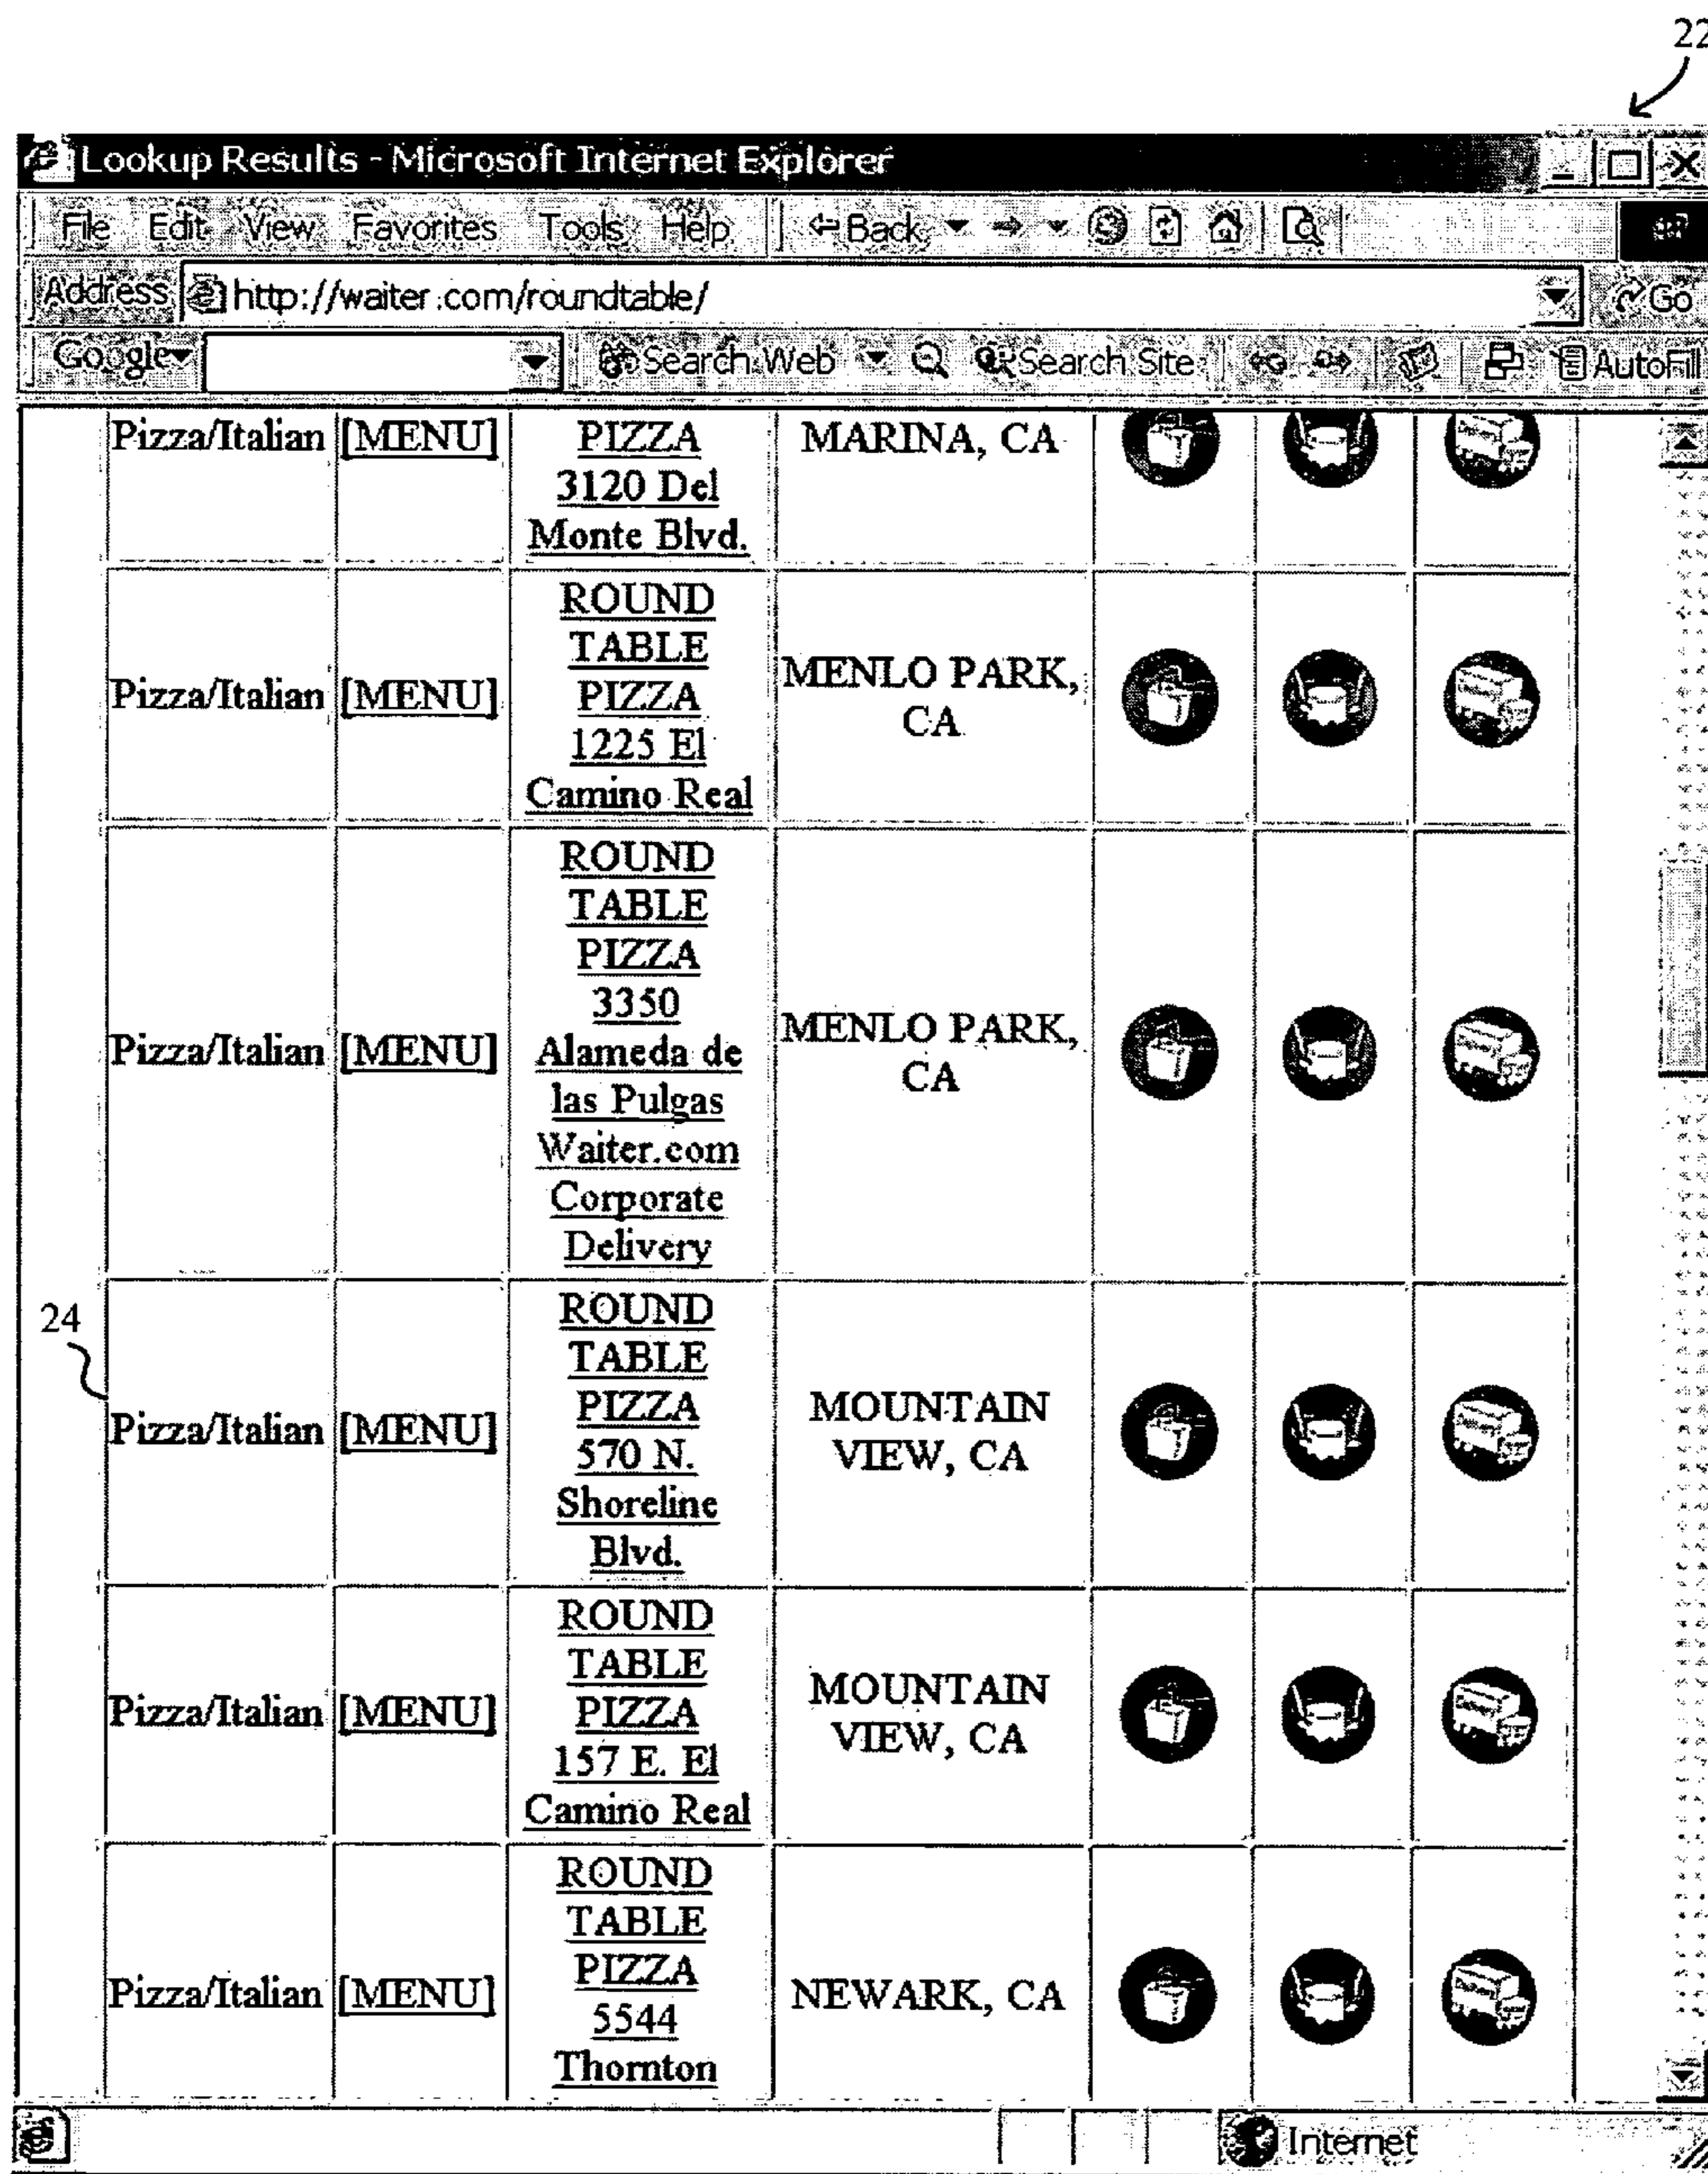 22
Lookup Results - Microsoft Internet Explorer
File Edit View Favorites Tools Help Back
Address http://waiter.com/roundtable/ Go
Google Search Web Search Site AutoFill
Pizza/Italian [MENU] PIZZA MARINA, CA
3120 Del
Monte Blvd.
ROUND
TABLE
Pizza/Italian [MENU] PIZZA MENLO PARK,
1225 El CA
Camino Real
ROUND
TABLE
PIZZA
3350
Pizza/Italian [MENU] Alameda de MENLO PARK,
las Pulgas CA
Waiter.com
Corporate
Delivery
24
ROUND
TABLE
Pizza/Italian [MENU] PIZZA MOUNTAIN
570 N. VIEW, CA
Shoreline
Blvd.
ROUND
TABLE
Pizza/Italian [MENU] PIZZA MOUNTAIN
157 E. El VIEW, CA
Camino Real
ROUND
TABLE
Pizza/Italian [MENU] PIZZA NEWARK, CA
5544
Thornton
Internet